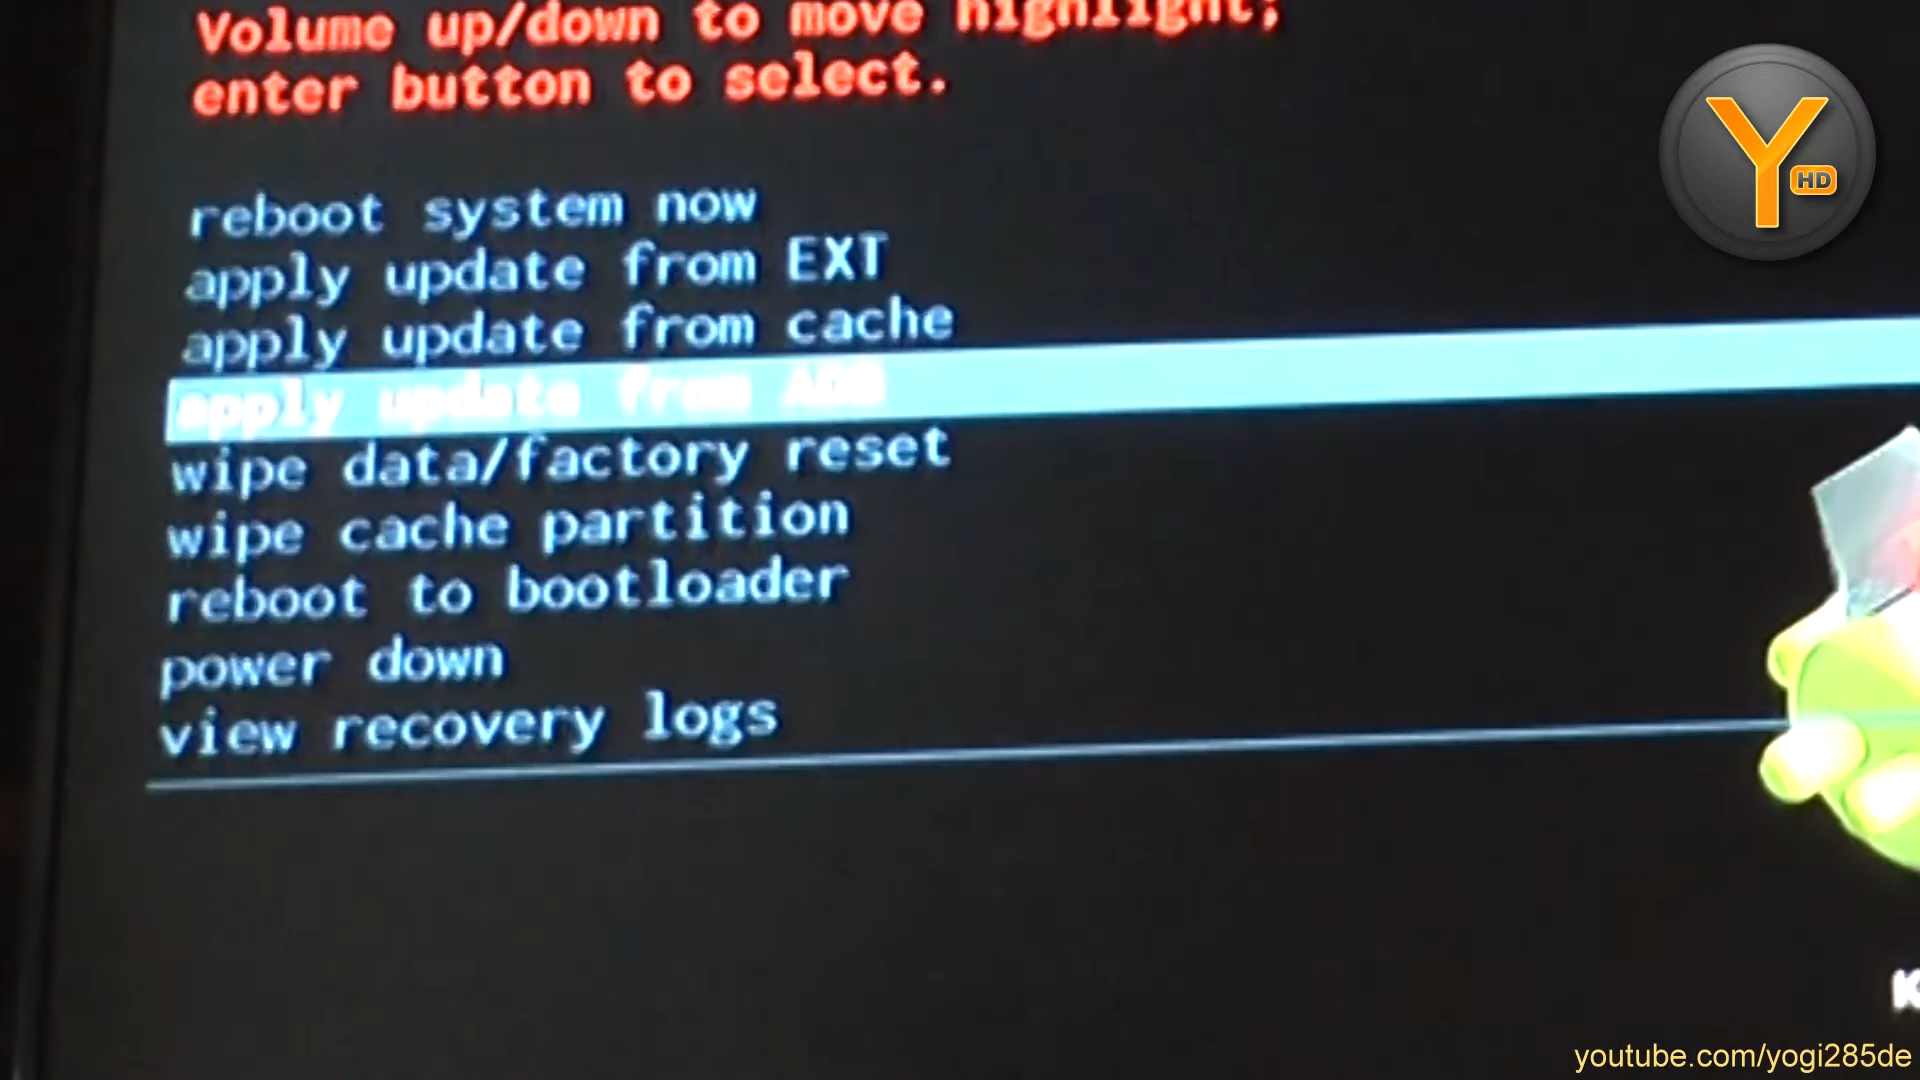 Volume up/down to move highlight;
enter button to select.
Y
HD
reboot system now
apply update from EXT
apply update from cache
apply update from ADB
wipe data/factory reset
wipe cache partition
reboot to bootloader
power down
view recovery logs
youtube.com/yogi285de